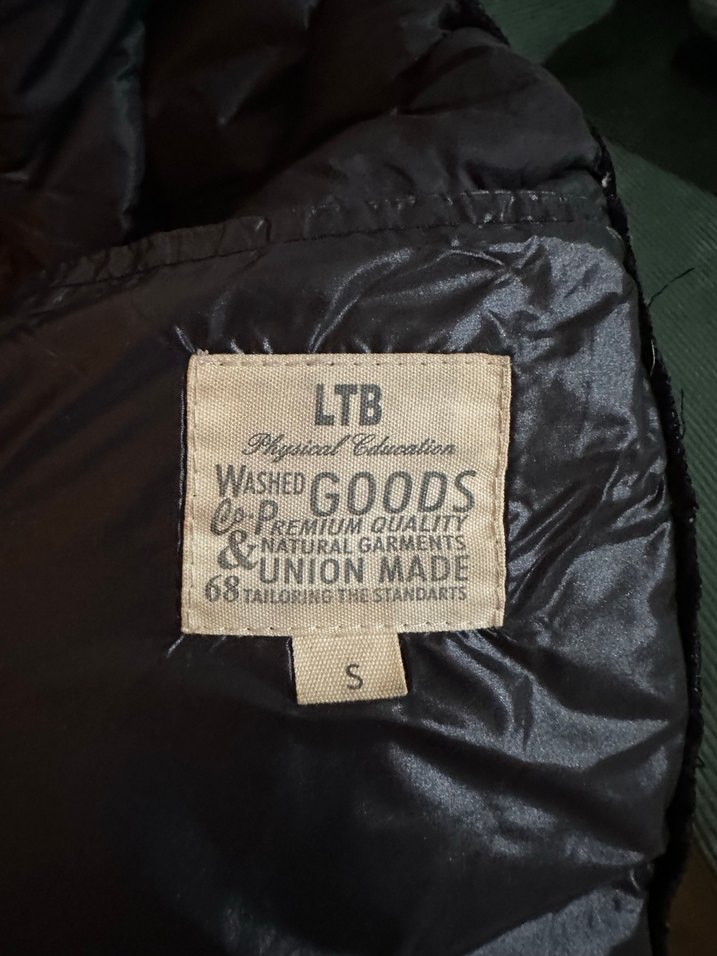 LTB
Physical Education
WASHED GOODS
Co. PREMIUM QUALITY
& NATURAL GARMENTS
UNION MADE
68 TAILORING THE STANDARTS
S